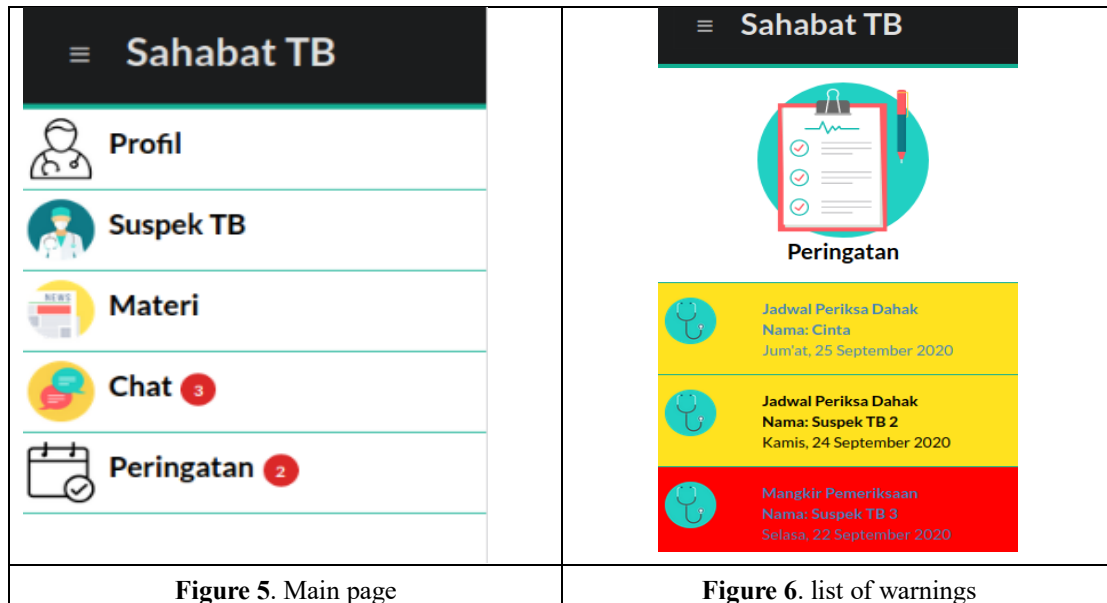 ≡ Sahabat TB
Profil
Suspek TB
NEWS
Materi
Chat 3
Peringatan 2
Figure 5. Main page
≡ Sahabat TB
Peringatan
Jadwal Periksa Dahak
Nama: Cinta
Jum'at, 25 September 2020
Jadwal Periksa Dahak
Nama: Suspek TB 2
Kamis, 24 September 2020
Mangkir Pemeriksaan
Nama: Suspek TB 3
Selasa, 22 September 2020
Figure 6. list of warnings